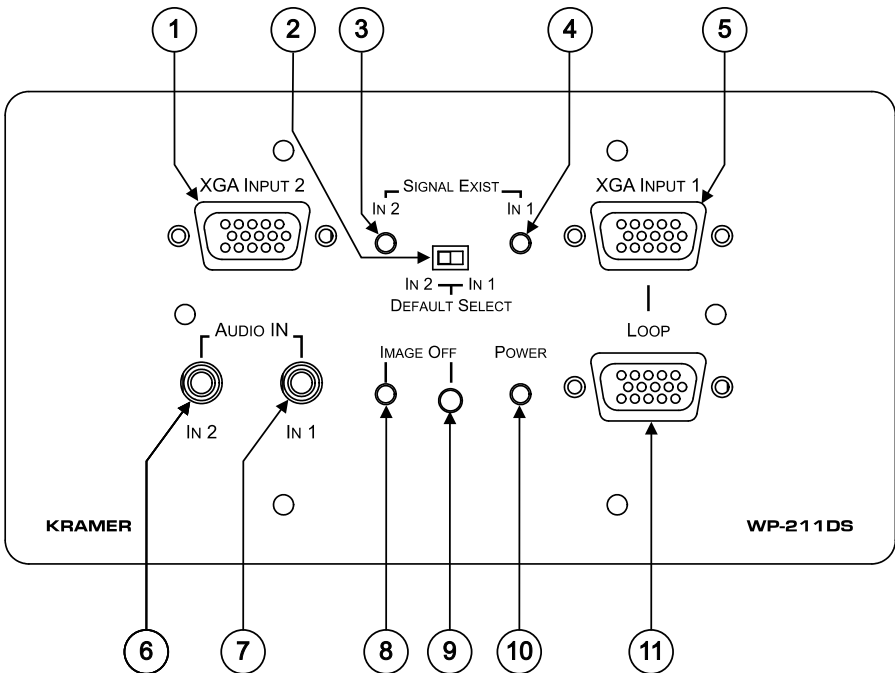 1 2 3 4 5
XGA INPUT 2
SIGNAL EXIST
XGA INPUT 1
IN 2 IN 1
IN 2 IN 1
DEFAULT SELECT
AUDIO IN
LOOP
IMAGE OFF POWER
IN 2 IN 1
KRAMER WP-211DS
6 7 8 9 10 11